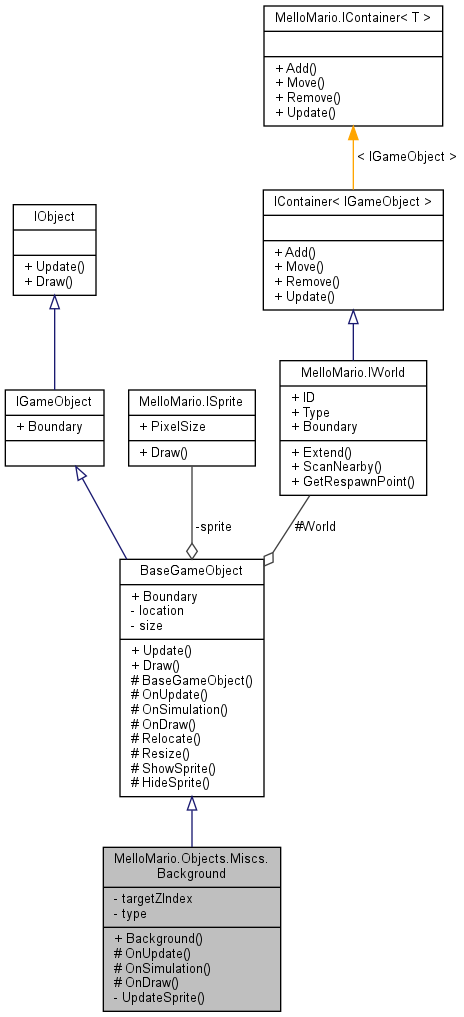 MelloMario.IContainer< T >
+ Add()
+ Move()
+ Remove()
+ Update()
< IGameObject >
IContainer< IGameObject >
+ Add()
+ Move()
+ Remove()
+ Update()
IObject
+ Update()
+ Draw()
IGameObject
+ Boundary
MelloMario.ISprite
+ PixelSize
+ Draw()
MelloMario.IWorld
+ ID
+ Type
+ Boundary
+ Extend()
+ ScanNearby()
+ GetRespawnPoint()
-sprite
#World
BaseGameObject
+ Boundary
- location
- size
+ Update()
+ Draw()
# BaseGameObject()
# OnUpdate()
# OnSimulation()
# OnDraw()
# Relocate()
# Resize()
# ShowSprite()
# HideSprite()
MelloMario.Objects.Miscs.
Background
- targetZIndex
- type
+ Background()
# OnUpdate()
# OnSimulation()
# OnDraw()
- UpdateSprite()